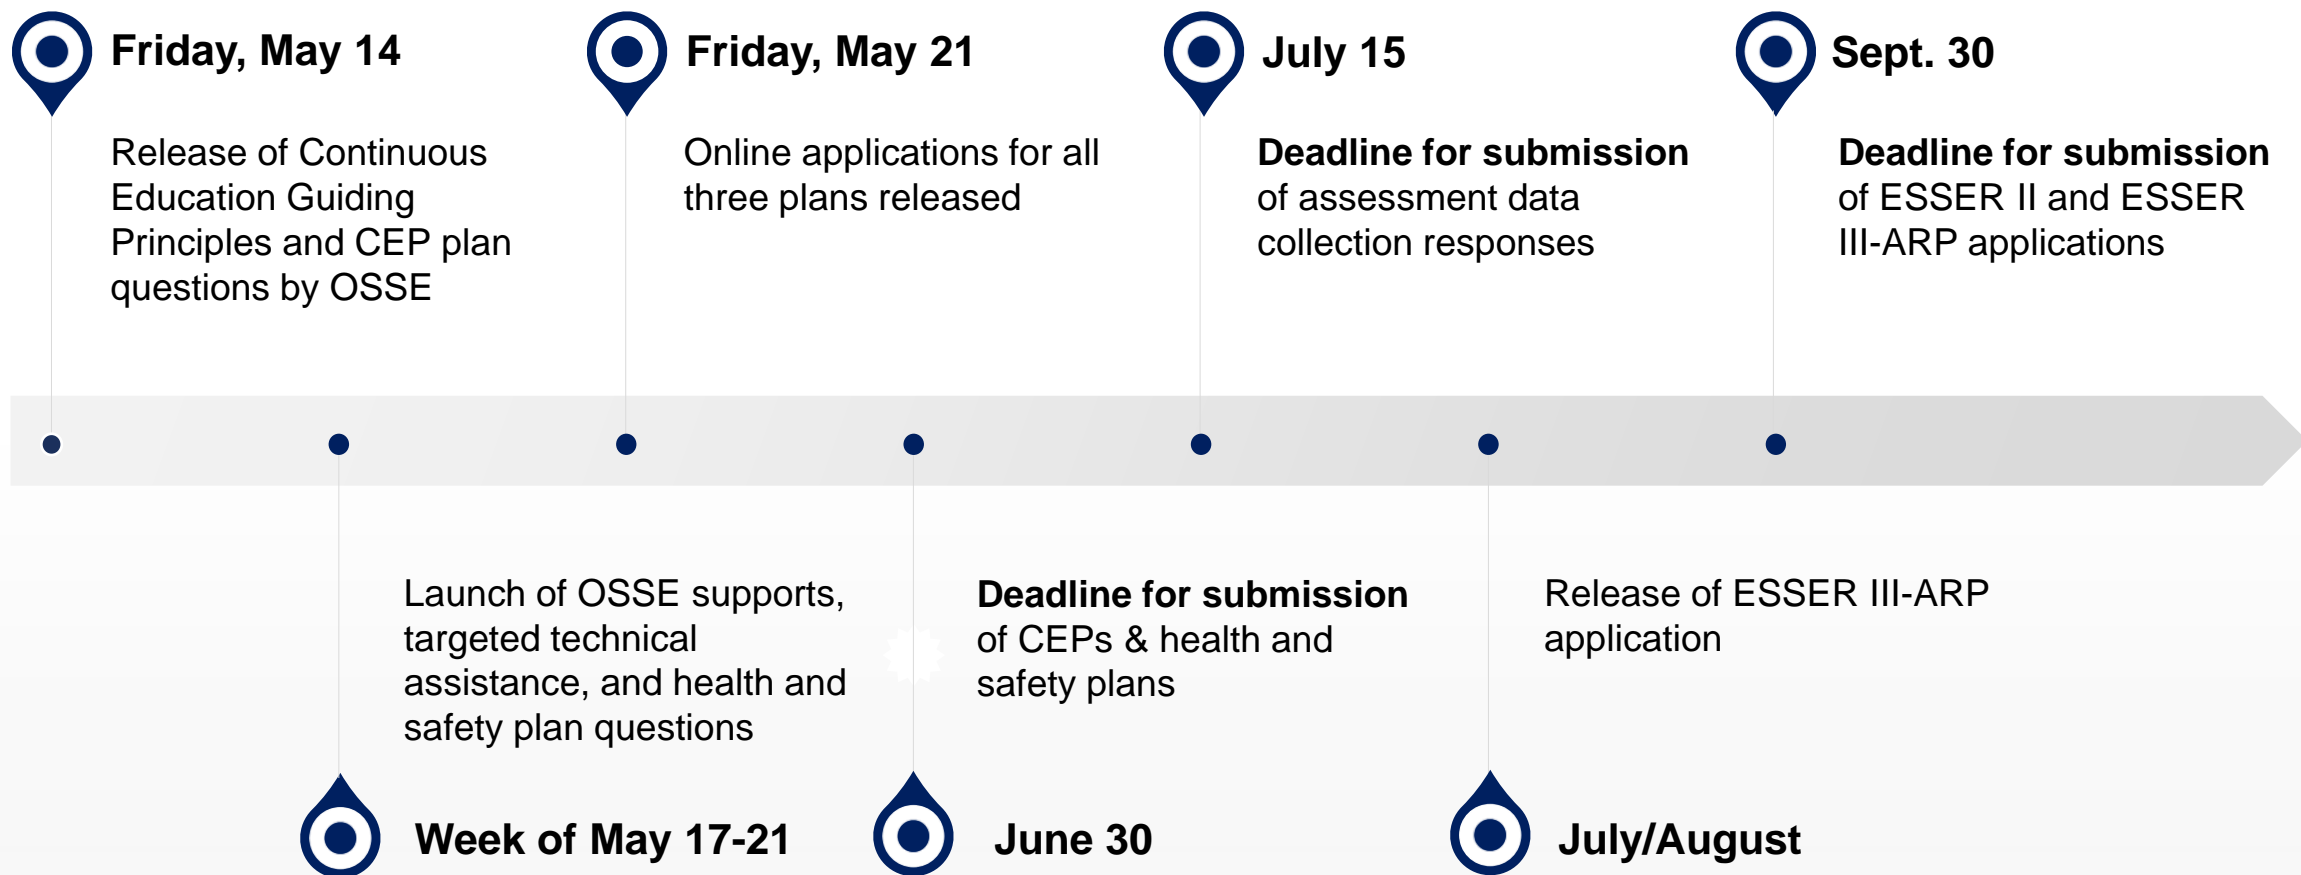 Friday, May 14
Release of Continuous
Education Guiding
Principles and CEP plan
questions by OSSE
Friday, May 21
Online applications for all
three plans released
July 15
Deadline for submission
of assessment data
collection responses
Sept. 30
Deadline for submission
of ESSER II and ESSER
III-ARP applications
Launch of OSSE supports,
targeted technical
assistance, and health and
safety plan questions
Week of May 17-21
Deadline for submission
of CEPs & health and
safety plans
June 30
Release of ESSER III-ARP
application
July/August